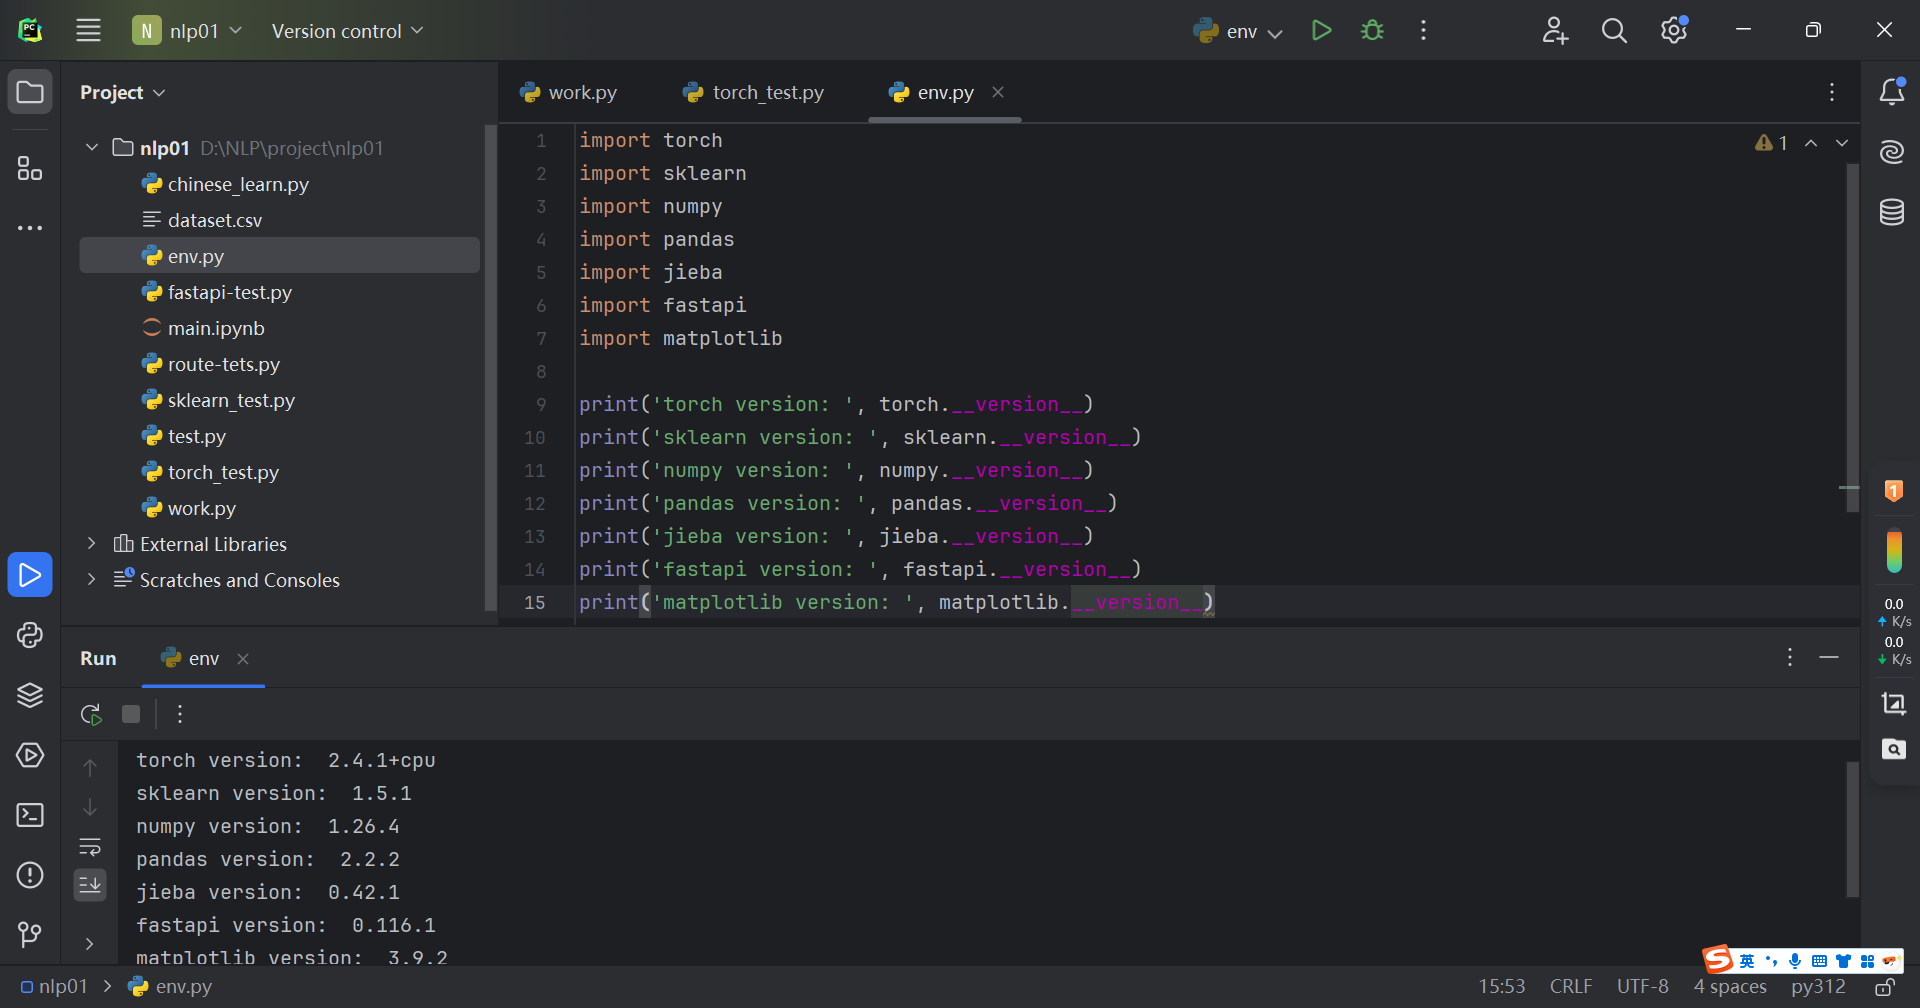 PC
N nlp01 Version control env
Project
work.py torch_test.py env.py
nlp01 D:\NLP\project\nlp01
chinese_learn.py
dataset.csv
env.py
fastapi-test.py
main.ipynb
route-tets.py
sklearn_test.py
test.py
torch_test.py
work.py
External Libraries
Scratches and Consoles
1 import torch
2 import sklearn
3 import numpy
4 import pandas
5 import jieba
6 import fastapi
7 import matplotlib
8
9 print('torch version: ', torch.__version__)
10 print('sklearn version: ', sklearn.__version__)
11 print('numpy version: ', numpy.__version__)
12 print('pandas version: ', pandas.__version__)
13 print('jieba version: ', jieba.__version__)
14 print('fastapi version: ', fastapi.__version__)
15 print('matplotlib version: ', matplotlib.__version__)
1
1
0.0
K/s
0.0
K/s
Run env
torch version:  2.4.1+cpu
sklearn version:  1.5.1
numpy version:  1.26.4
pandas version:  2.2.2
jieba version:  0.42.1
fastapi version:  0.116.1
matplotlib version:  3.9.2
S 英
nlp01 env.py
15:53 CRLF UTF-8 4 spaces py312